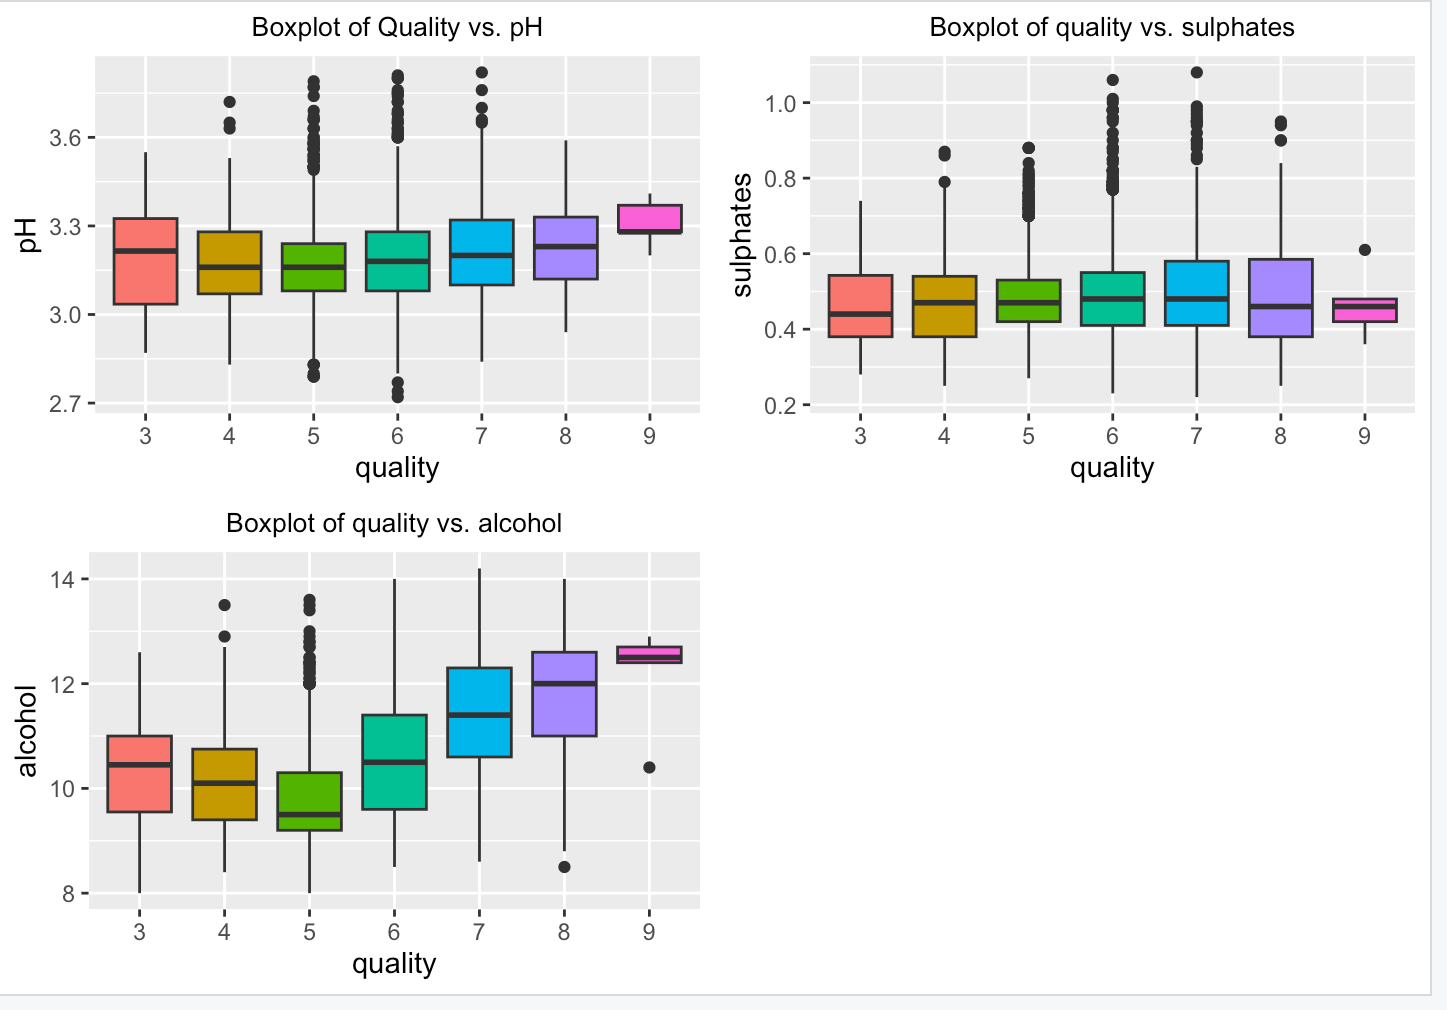 Boxplot of Quality vs. pH
pH
3.6
3.3
3.0
2.7
3 4 5 6 7 8 9
quality
Boxplot of quality vs. sulphates
sulphates
1.0
0.8
0.6
0.4
0.2
3 4 5 6 7 8 9
quality
Boxplot of quality vs. alcohol
alcohol
14
12
10
8
3 4 5 6 7 8 9
quality